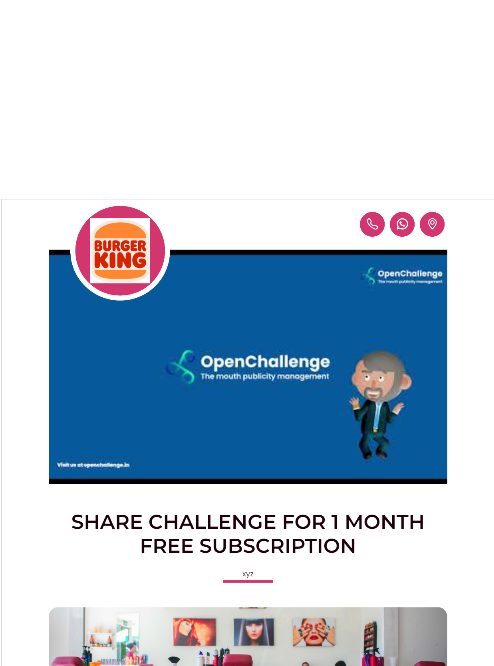 BURGER
KING
OpenChallenge
The mouth publicity management
OpenChallenge
The mouth publicity management
Visit us at openchallenge.in
SHARE CHALLENGE FOR 1 MONTH
FREE SUBSCRIPTION
xyz